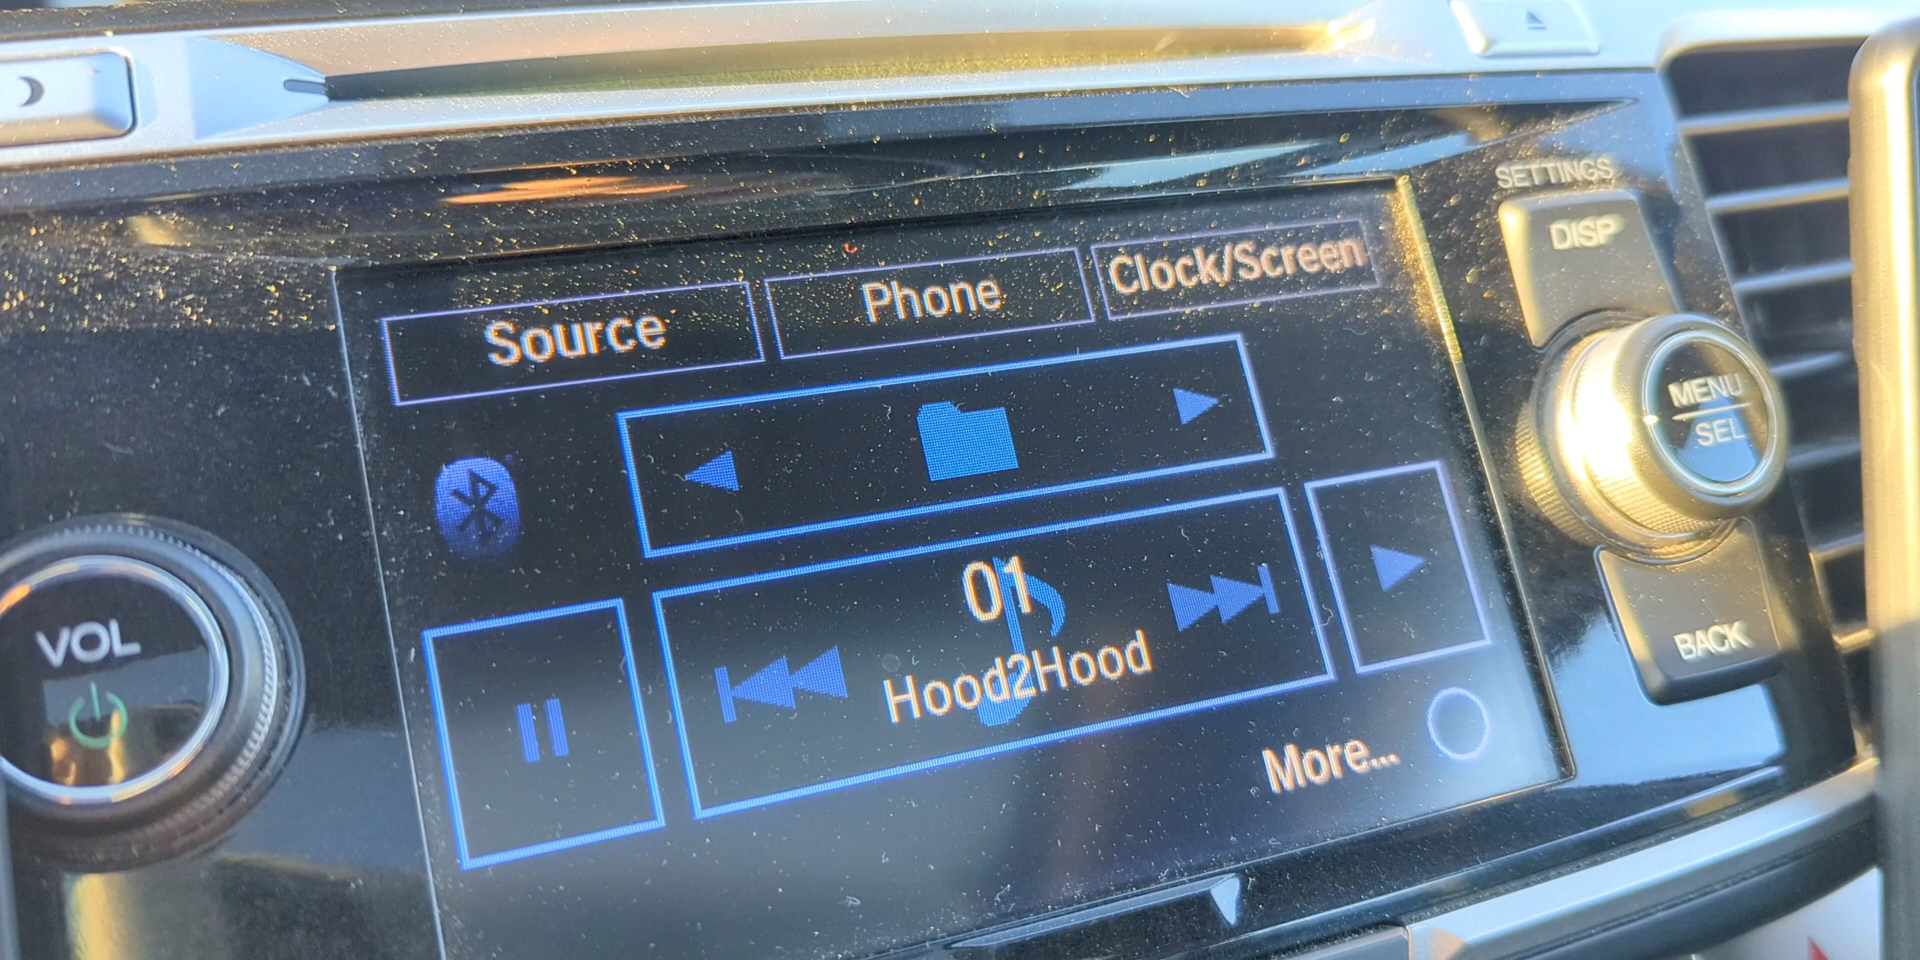 SETTINGS
DISP
Source
Phone
Clock/Screen
MENU
SEL
01
Hood2Hood
VOL
BACK
More...